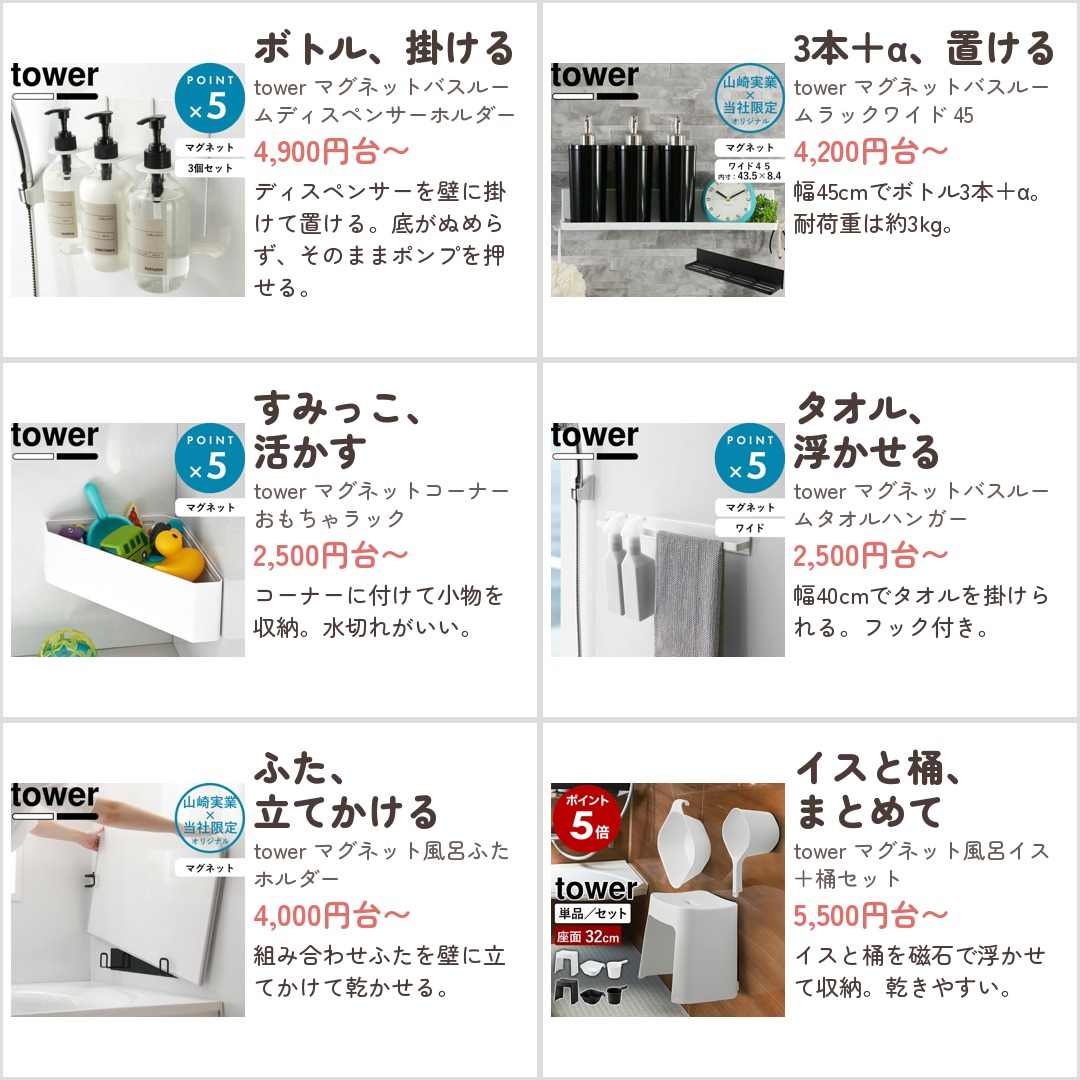 ボトル、掛ける
tower
POINT
×5
マグネット
3個セット
tower マグネットバスルー
ムディスペンサーホルダー
4,900円台〜
ディスペンサーを壁に掛
けて置ける。底がぬめら
ず、そのままポンプを押
せる。
3本＋α、置ける
tower
山崎実業
×
当社限定
オリジナル
マグネット
ワイド45
内寸：43.5×8.4
tower マグネットバスルー
ムラックワイド 45
4,200円台〜
幅45cmでボトル3本＋α。
耐荷重は約3kg。
すみっこ、
活かす
tower
POINT
×5
マグネット
tower マグネットコーナー
おもちゃラック
2,500円台〜
コーナーに付けて小物を
収納。水切れがいい。
タオル、
浮かせる
tower
POINT
×5
マグネット
ワイド
tower マグネットバスルー
ムタオルハンガー
2,500円台〜
幅40cmでタオルを掛けら
れる。フック付き。
ふた、
立てかける
tower
山崎実業
×
当社限定
オリジナル
マグネット
tower マグネット風呂ふた
ホルダー
4,000円台〜
組み合わせふたを壁に立
てかけて乾かせる。
イスと桶、
まとめて
ポイント
5倍
tower
単品／セット
座面 32cm
tower マグネット風呂イス
＋桶セット
5,500円台〜
イスと桶を磁石で浮かせ
て収納。乾きやすい。